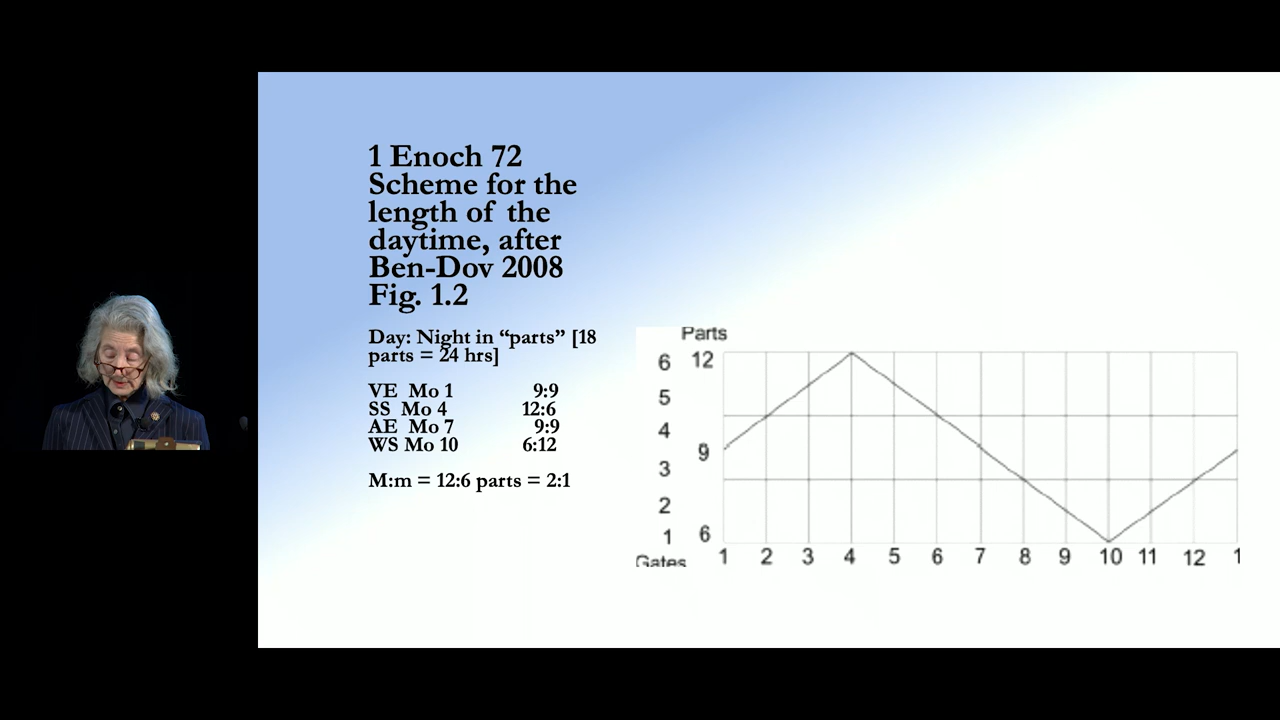 1 Enoch 72
Scheme for the
length of the
daytime, after
Ben-Dov 2008
Fig. 1.2
Day: Night in “parts” [18
parts = 24 hrs]
VE Mo 1 9:9
SS Mo 4 12:6
AE Mo 7 9:9
WS Mo 10 6:12
M:m = 12:6 parts = 2:1
Parts
6 12
5
4
9
3
2
1 6
Gates 1 2 3 4 5 6 7 8 9 10 11 12 1